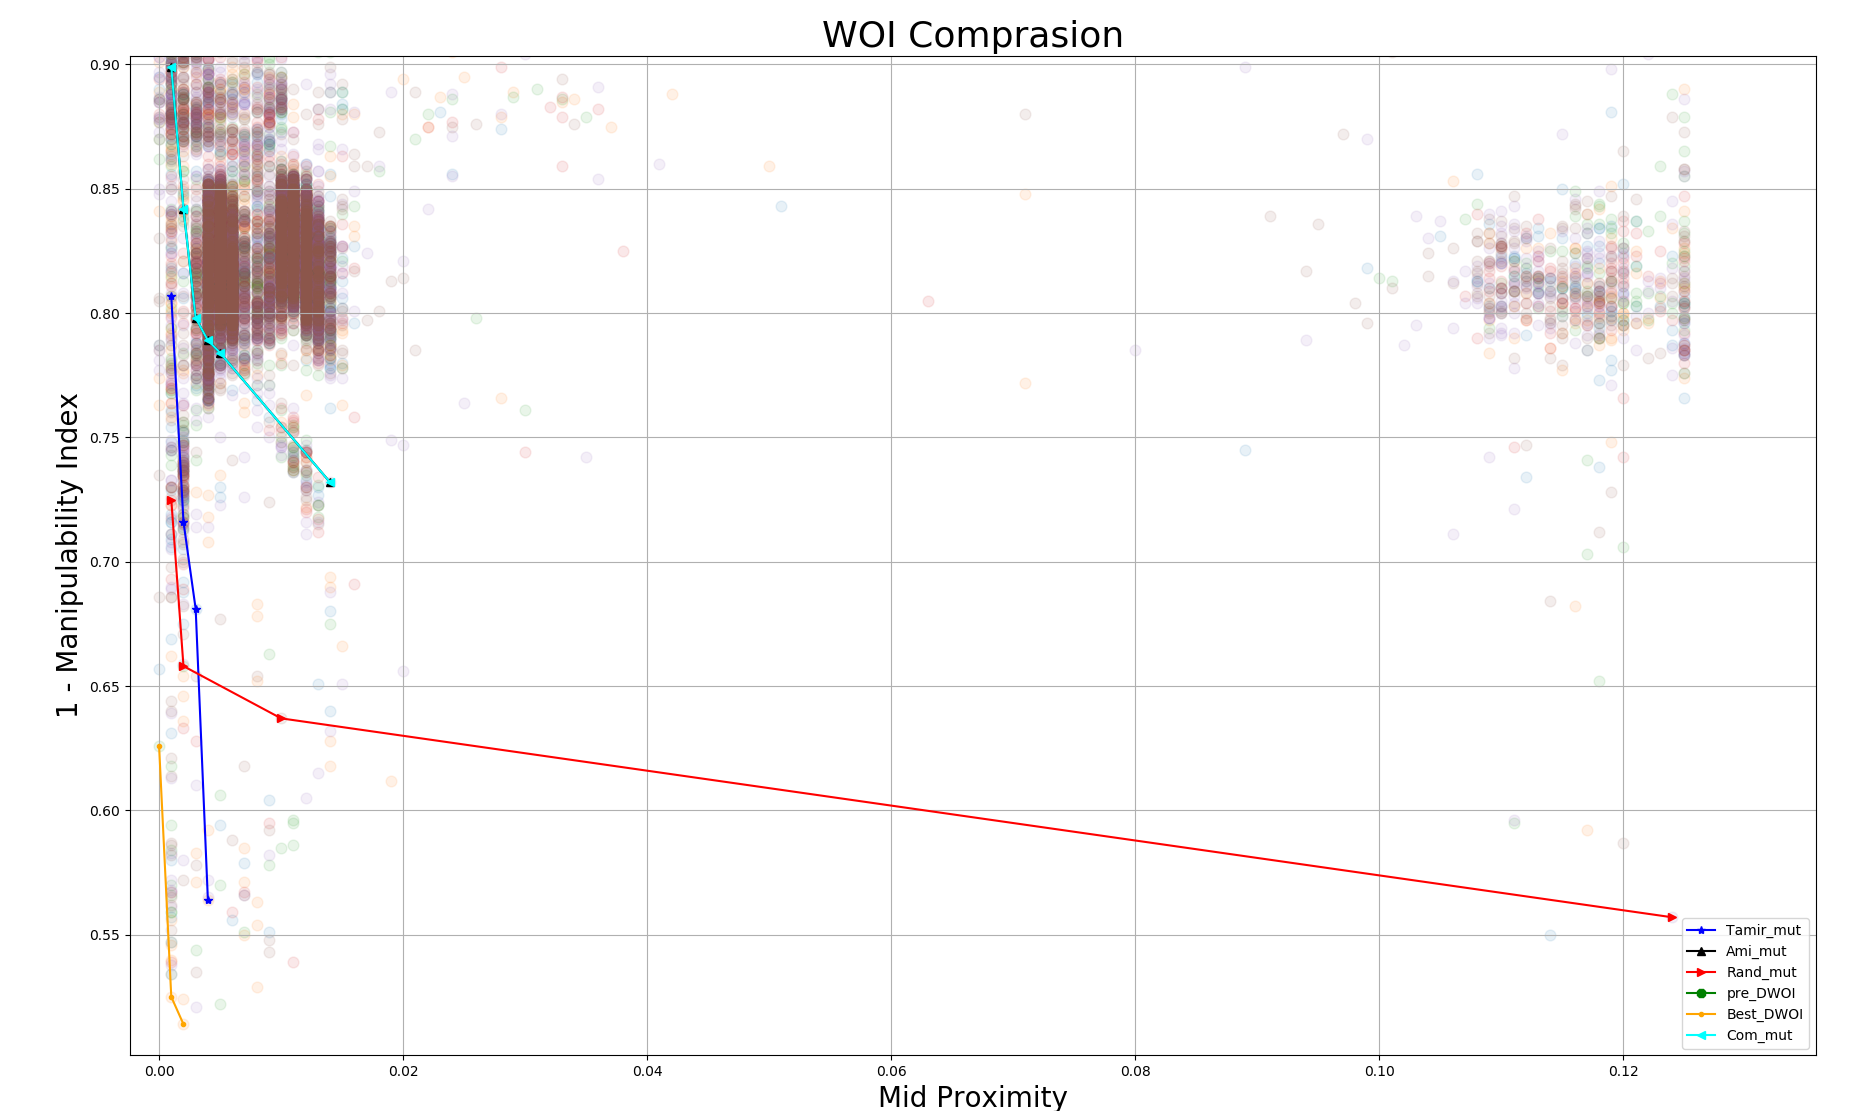 WOI Comprasion
0.90
0.85
0.80
0.75
0.70
0.65
0.60
0.55
1 - Manipulability Index
0.00 0.02 0.04 0.06 0.08 0.10 0.12
Mid Proximity
Tamir_mut
Ami_mut
Rand_mut
pre_DWOI
Best_DWOI
Com_mut